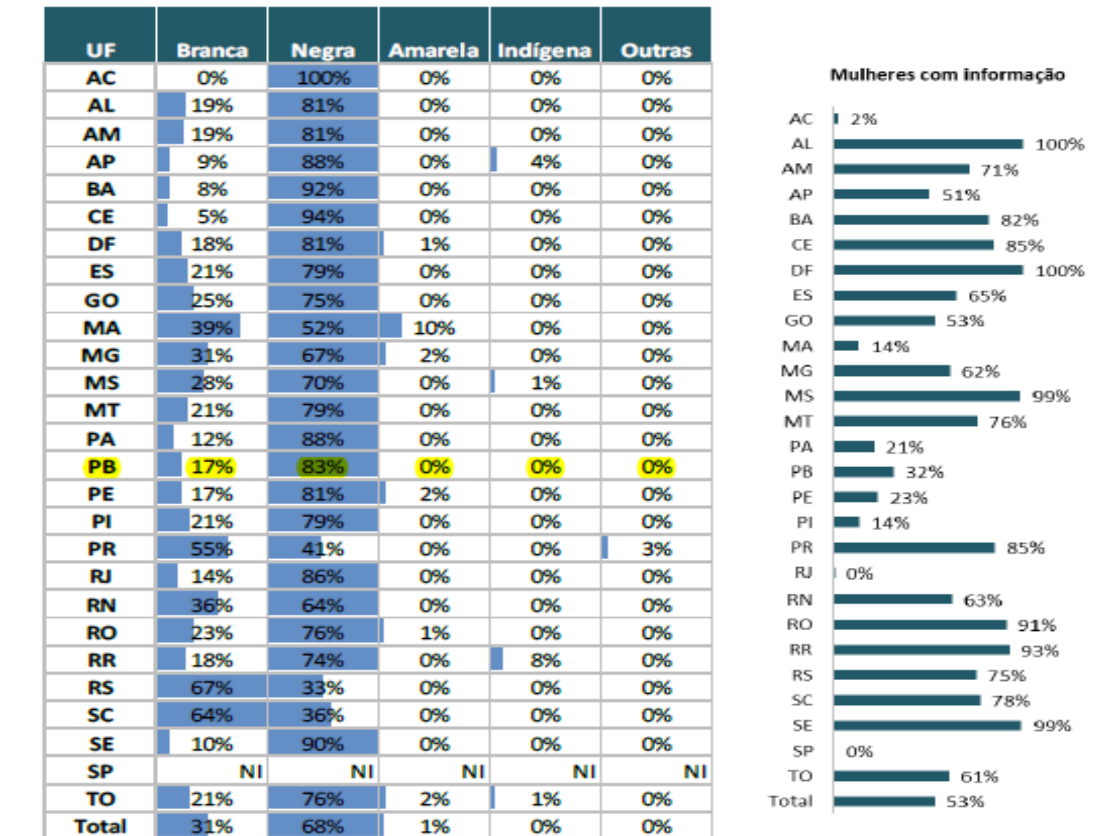 UF Branca Negra Amarela Indígena Outras
AC 0% 100% 0% 0% 0%
AL 19% 81% 0% 0% 0%
AM 19% 81% 0% 0% 0%
AP 9% 88% 0% 4% 0%
BA 8% 92% 0% 0% 0%
CE 5% 94% 0% 0% 0%
DF 18% 81% 1% 0% 0%
ES 21% 79% 0% 0% 0%
GO 25% 75% 0% 0% 0%
MA 39% 52% 10% 0% 0%
MG 31% 67% 2% 0% 0%
MS 28% 70% 0% 1% 0%
MT 21% 79% 0% 0% 0%
PA 12% 88% 0% 0% 0%
PB 17% 83% 0% 0% 0%
PE 17% 81% 2% 0% 0%
PI 21% 79% 0% 0% 0%
PR 55% 41% 0% 0% 3%
RJ 14% 86% 0% 0% 0%
RN 36% 64% 0% 0% 0%
RO 23% 76% 1% 0% 0%
RR 18% 74% 0% 8% 0%
RS 67% 33% 0% 0% 0%
SC 64% 36% 0% 0% 0%
SE 10% 90% 0% 0% 0%
SP NI NI NI NI NI
TO 21% 76% 2% 1% 0%
Total 31% 68% 1% 0% 0%
Mulheres com informação
AC 2%
AL 100%
AM 71%
AP 51%
BA 82%
CE 85%
DF 100%
ES 65%
GO 53%
MA 14%
MG 62%
MS 99%
MT 76%
PA 21%
PB 32%
PE 23%
PI 14%
PR 85%
RJ 0%
RN 63%
RO 91%
RR 93%
RS 75%
SC 78%
SE 99%
SP 0%
TO 61%
Total 53%